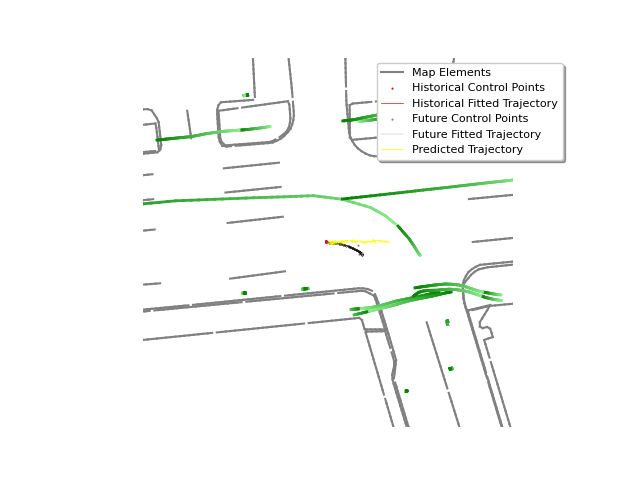 Map Elements
Historical Control Points
Historical Fitted Trajectory
Future Control Points
Future Fitted Trajectory
Predicted Trajectory